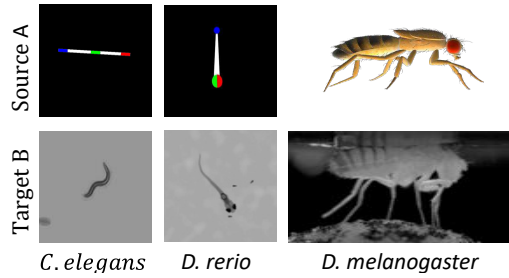 Source A
Target B
C. elegans
D. rerio
D. melanogaster